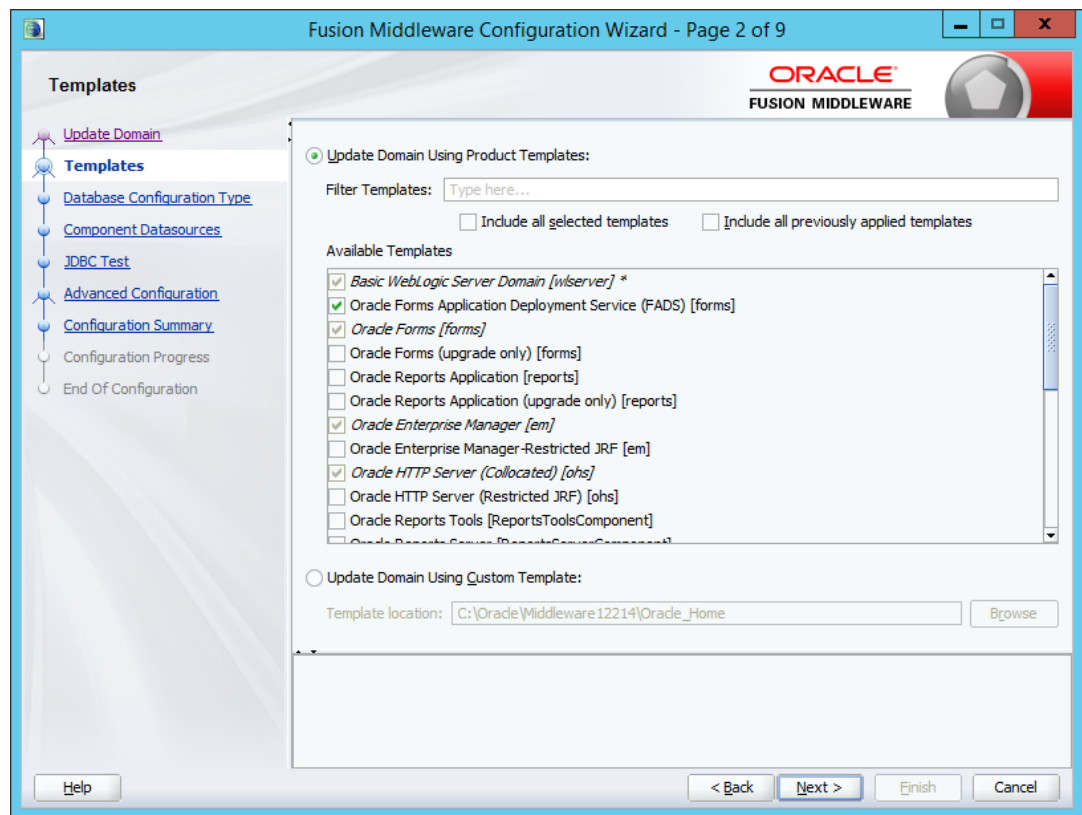 Fusion Middleware Configuration Wizard - Page 2 of 9
Templates
ORACLE
FUSION MIDDLEWARE
Update Domain
Templates
Database Configuration Type
Component Datasources
JDBC Test
Advanced Configuration
Configuration Summary
Configuration Progress
End Of Configuration
Update Domain Using Product Templates:
Filter Templates: Type here...
Include all selected templates Include all previously applied templates
Available Templates
Basic WebLogic Server Domain [wlserver] *
Oracle Forms Application Deployment Service (FADS) [forms]
Oracle Forms [forms]
Oracle Forms (upgrade only) [forms]
Oracle Reports Application [reports]
Oracle Reports Application (upgrade only) [reports]
Oracle Enterprise Manager [em]
Oracle Enterprise Manager-Restricted JRF [em]
Oracle HTTP Server (Collocated) [ohs]
Oracle HTTP Server (Restricted JRF) [ohs]
Oracle Reports Tools [ReportsToolsComponent]
Oracle Reports Server [ReportsServerComponent]
Update Domain Using Custom Template:
Template location: C:\Oracle\Middleware12214\Oracle_Home Browse
Help < Back Next > Finish Cancel